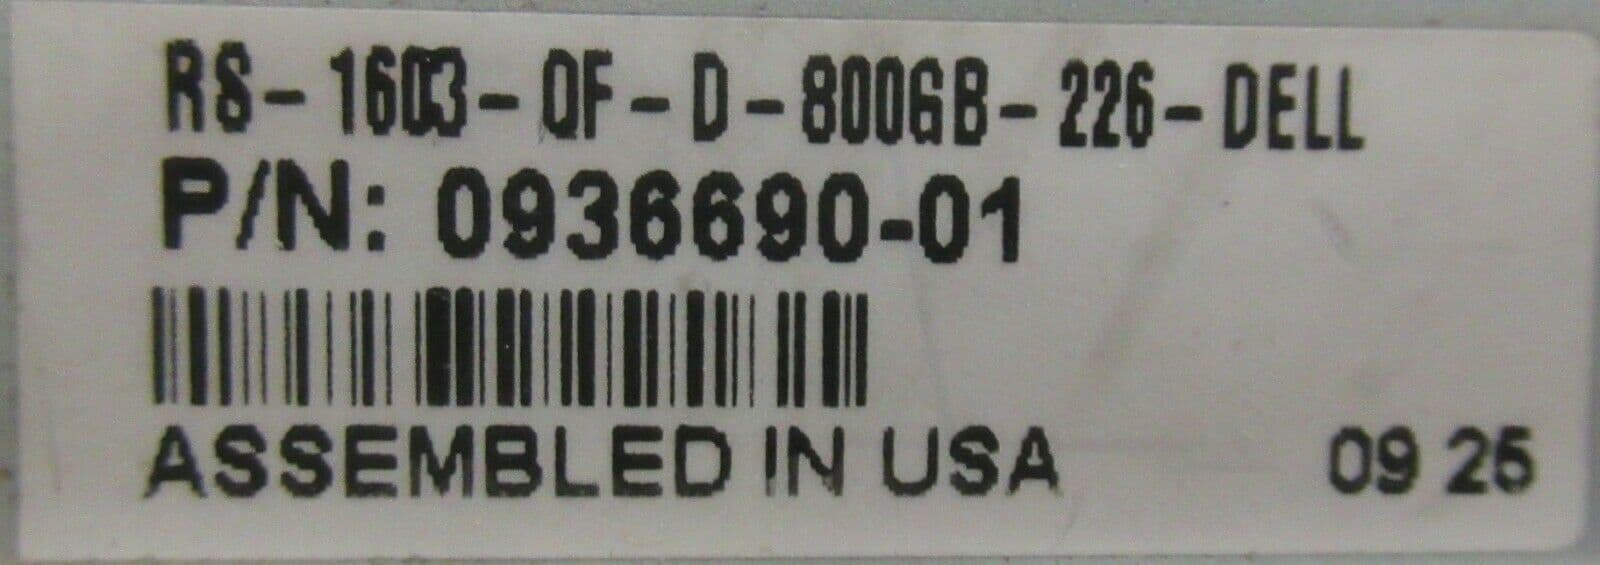 RS-1603-0F-D-800GB-226-DELL
P/N: 0936690-01
ASSEMBLED IN USA 09 25